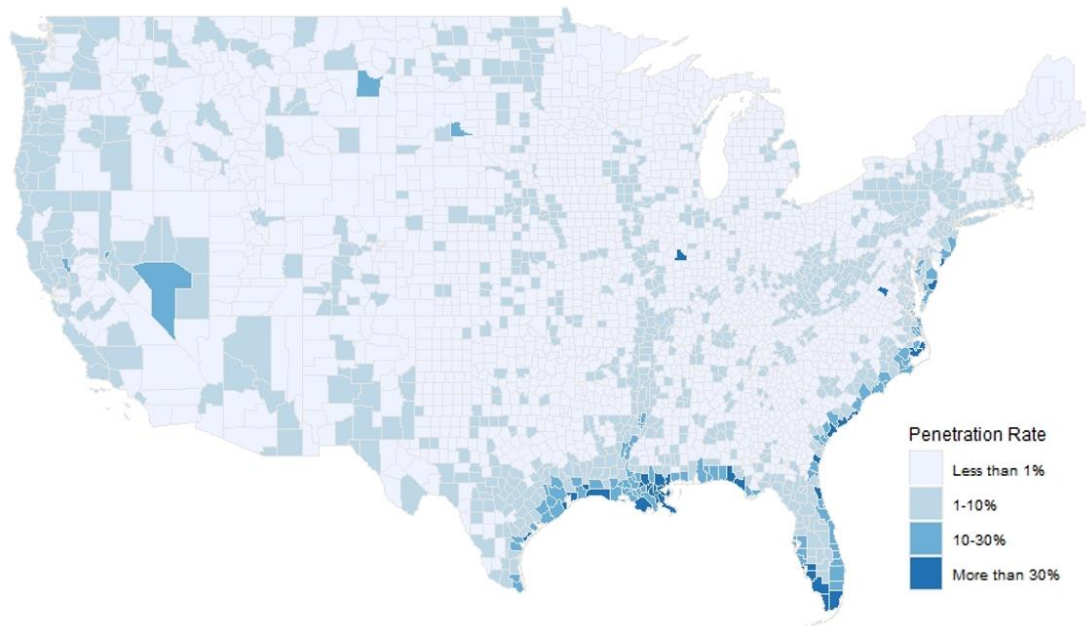 Penetration Rate
Less than 1%
1-10%
10-30%
More than 30%